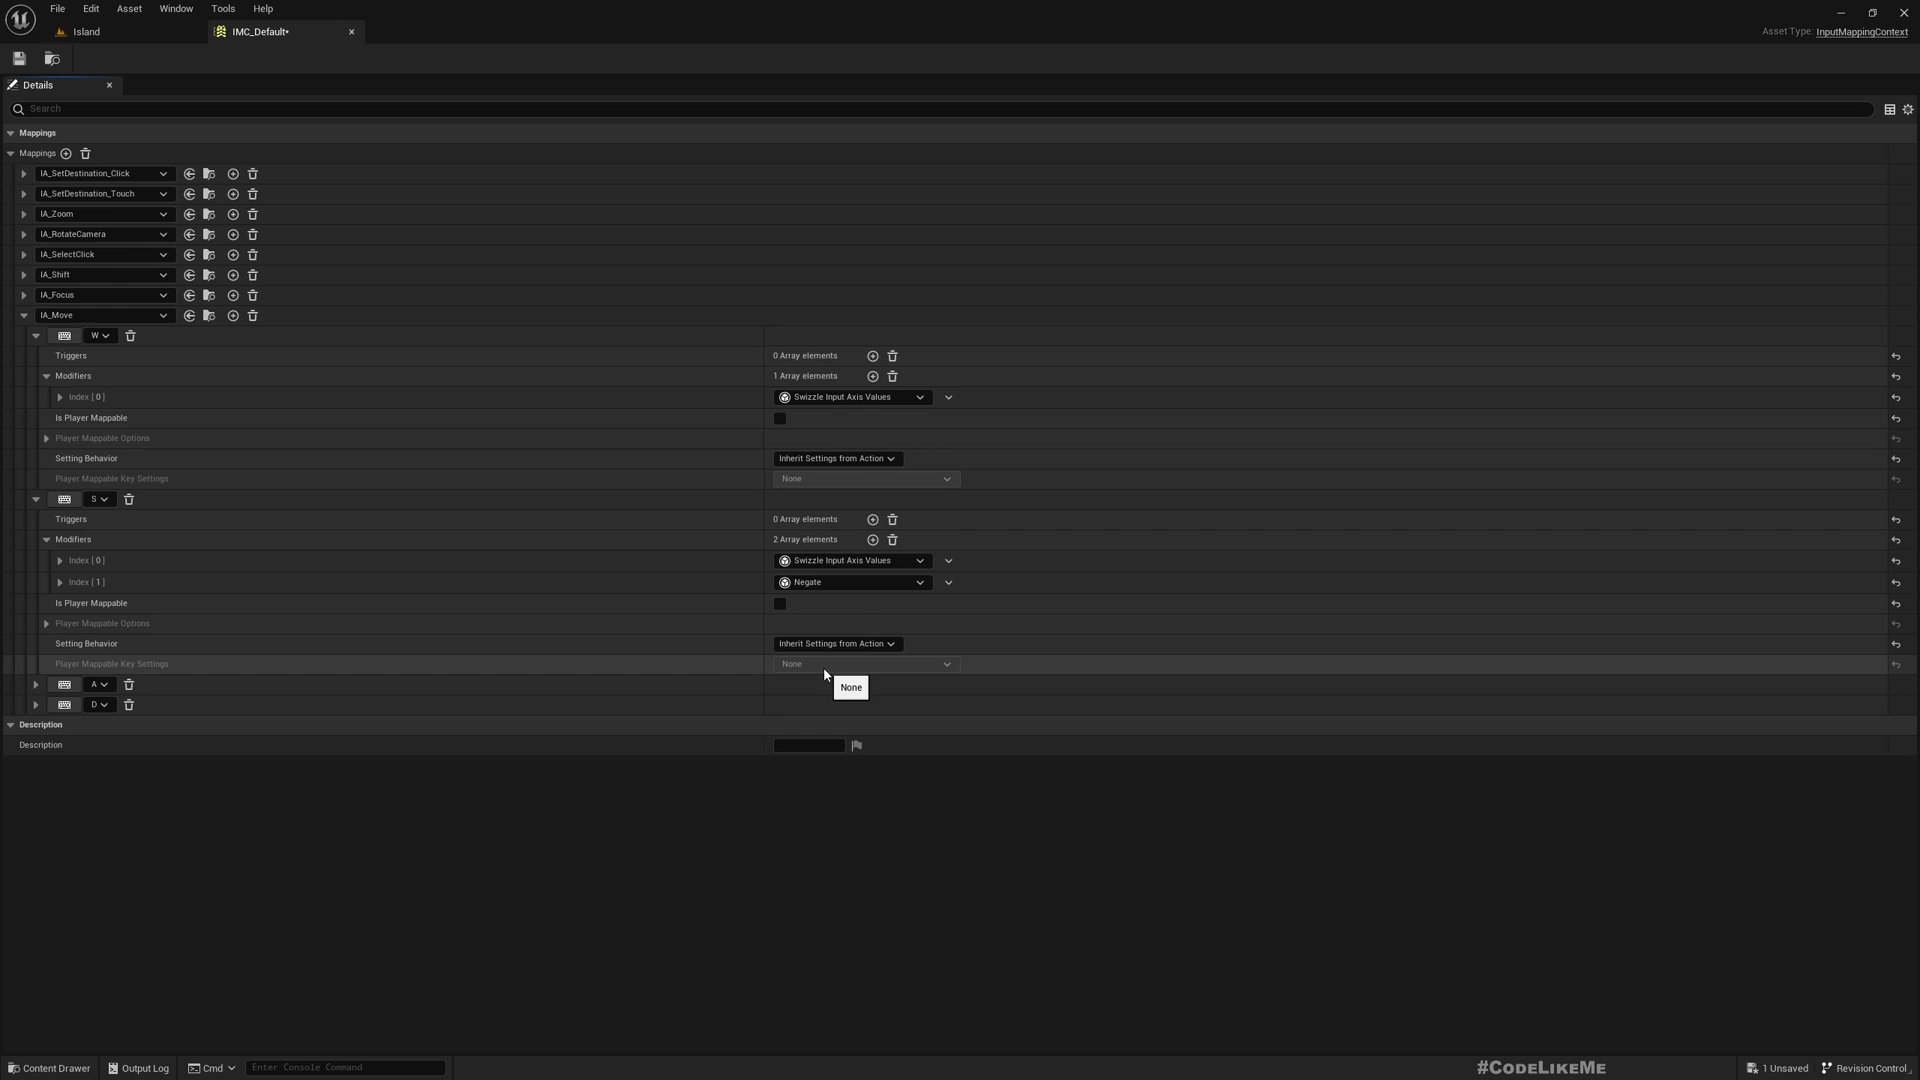 File Edit Asset Window Tools Help
Island IMC_Default• Asset Type: InputMappingContext
Details
Search
Mappings
Mappings
IA_SetDestination_Click
IA_SetDestination_Touch
IA_Zoom
IA_RotateCamera
IA_SelectClick
IA_Shift
IA_Focus
IA_Move
W
Triggers 0 Array elements
Modifiers 1 Array elements
Index [ 0 ] Swizzle Input Axis Values
Is Player Mappable
Player Mappable Options
Setting Behavior Inherit Settings from Action
Player Mappable Key Settings None
S
Triggers 0 Array elements
Modifiers 2 Array elements
Index [ 0 ] Swizzle Input Axis Values
Index [ 1 ] Negate
Is Player Mappable
Player Mappable Options
Setting Behavior Inherit Settings from Action
Player Mappable Key Settings None
A None
D
Description
Description
Content Drawer Output Log Cmd Enter Console Command #CODELIKEME 1 Unsaved Revision Control